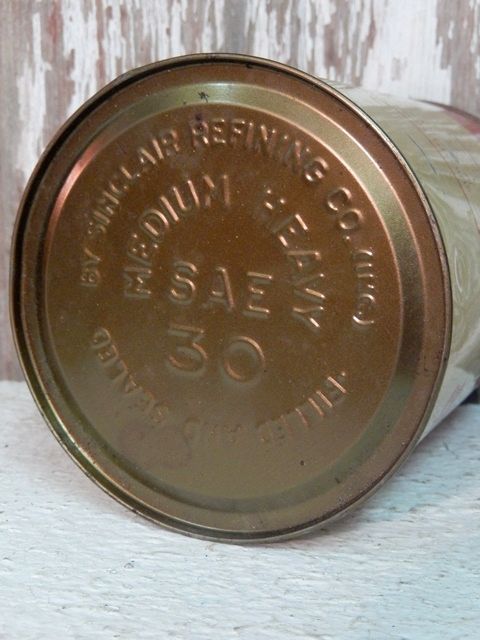 FILLED AND SEALED
BY SINCLAIR REFINING CO. (INC.)
MEDIUM HEAVY
SAE
30